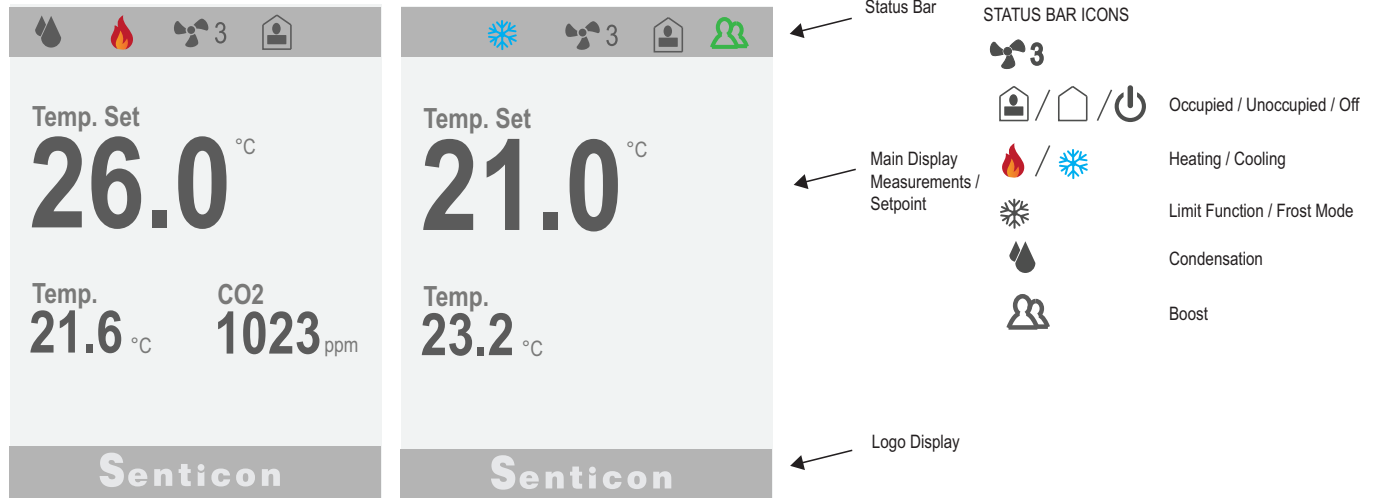 3
Temp. Set
26.0 °C
Temp. CO2
21.6 °C 1023 ppm
Senticon
3
Temp. Set
21.0 °C
Temp.
23.2 °C
Senticon
Status Bar
Main Display
Measurements /
Setpoint
Logo Display
STATUS BAR ICONS
3
/ / Occupied / Unoccupied / Off
/ Heating / Cooling
Limit Function / Frost Mode
Condensation
Boost